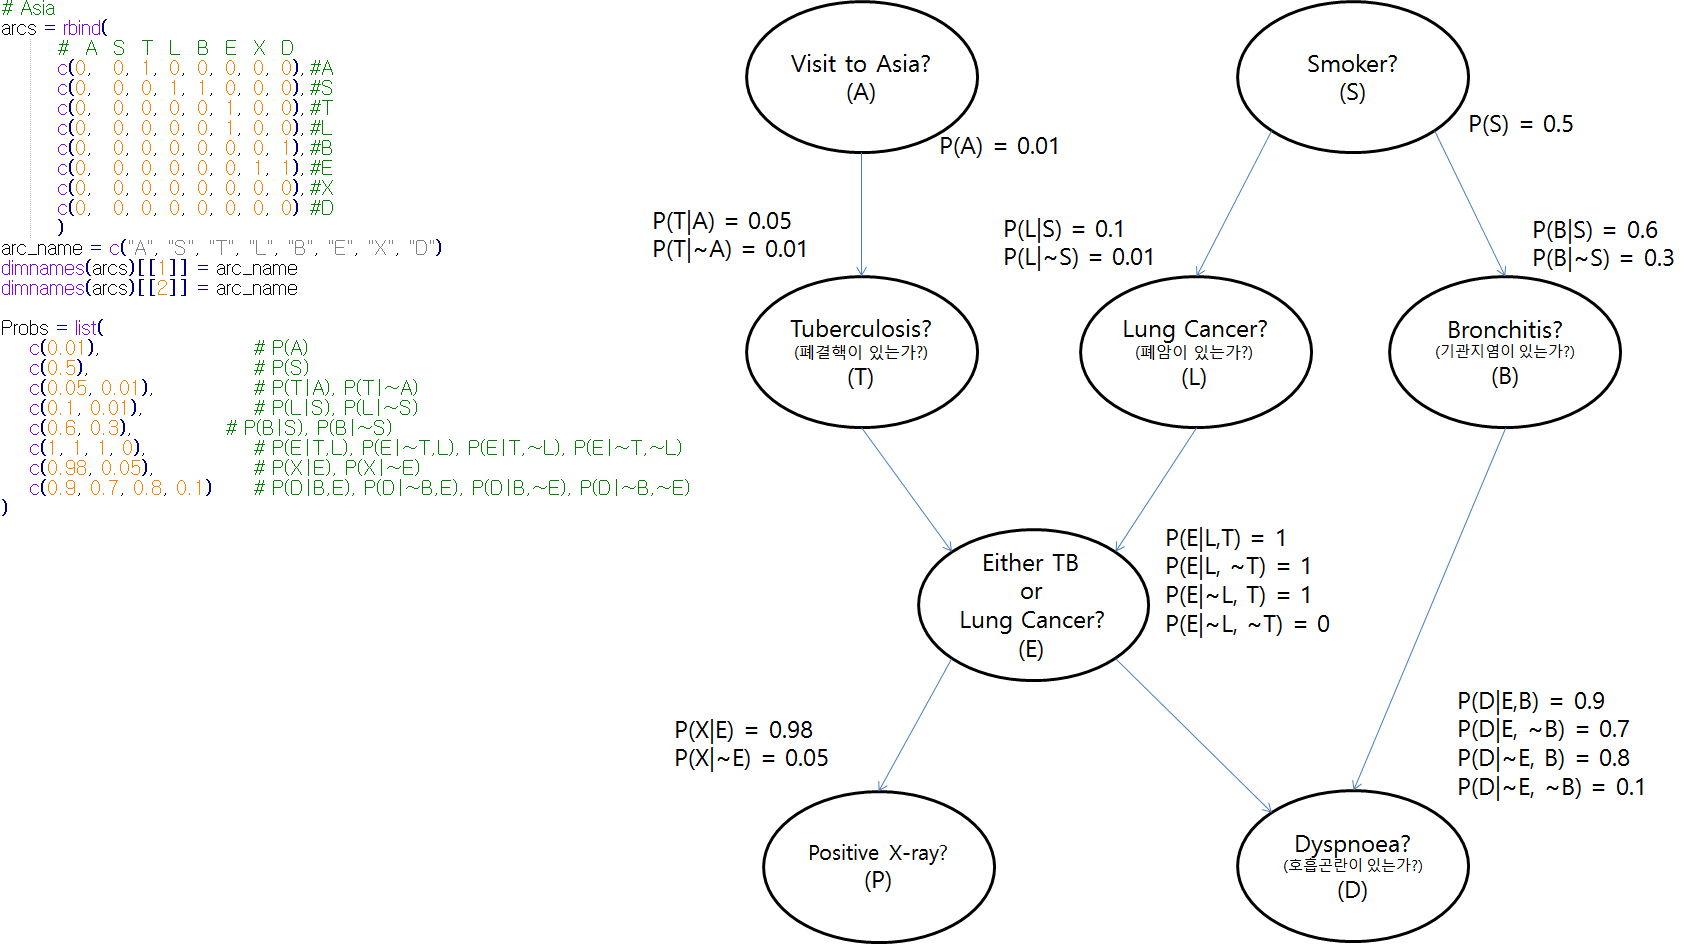 # Asia
arcs = rbind(
# A S T L B E X D
c(0, 0, 1, 0, 0, 0, 0, 0), #A
c(0, 0, 0, 1, 1, 0, 0, 0), #S
c(0, 0, 0, 0, 0, 1, 0, 0), #T
c(0, 0, 0, 0, 0, 1, 0, 0), #L
c(0, 0, 0, 0, 0, 0, 0, 1), #B
c(0, 0, 0, 0, 0, 0, 1, 1), #E
c(0, 0, 0, 0, 0, 0, 0, 0), #X
c(0, 0, 0, 0, 0, 0, 0, 0) #D
)
arc_name = c("A", "S", "T", "L", "B", "E", "X", "D")
dimnames(arcs)[[1]] = arc_name
dimnames(arcs)[[2]] = arc_name
Probs = list(
c(0.01), # P(A)
c(0.5), # P(S)
c(0.05, 0.01), # P(T|A), P(T|~A)
c(0.1, 0.01), # P(L|S), P(L|~S)
c(0.6, 0.3), # P(B|S), P(B|~S)
c(1, 1, 1, 0), # P(E|T,L), P(E|~T,L), P(E|T,~L), P(E|~T,~L)
c(0.98, 0.05), # P(X|E), P(X|~E)
c(0.9, 0.7, 0.8, 0.1) # P(D|B,E), P(D|~B,E), P(D|B,~E), P(D|~B,~E)
)
Visit to Asia?
(A)
P(A) = 0.01
Smoker?
(S)
P(S) = 0.5
P(T|A) = 0.05
P(T|~A) = 0.01
P(L|S) = 0.1
P(L|~S) = 0.01
P(B|S) = 0.6
P(B|~S) = 0.3
Tuberculosis?
(폐결핵이 있는가?)
(T)
Lung Cancer?
(폐암이 있는가?)
(L)
Bronchitis?
(기관지염이 있는가?)
(B)
Either TB
or
Lung Cancer?
(E)
P(E|L,T) = 1
P(E|L, ~T) = 1
P(E|~L, T) = 1
P(E|~L, ~T) = 0
P(X|E) = 0.98
P(X|~E) = 0.05
P(D|E,B) = 0.9
P(D|E, ~B) = 0.7
P(D|~E, B) = 0.8
P(D|~E, ~B) = 0.1
Positive X-ray?
(P)
Dyspnoea?
(호흡곤란이 있는가?)
(D)